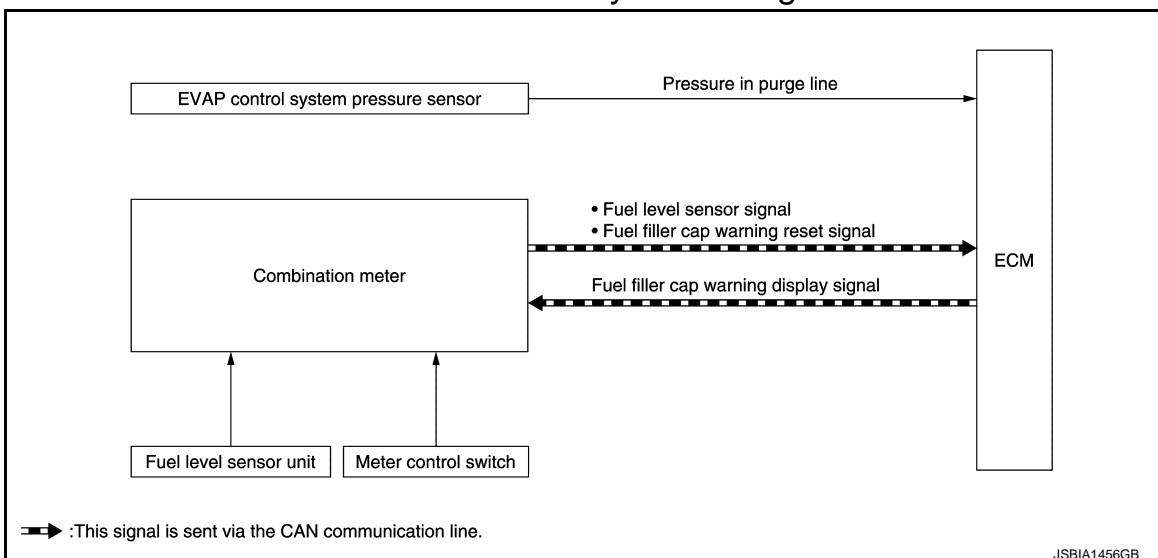 EVAP control system pressure sensor
Pressure in purge line
• Fuel level sensor signal
• Fuel filler cap warning reset signal
Combination meter
ECM
Fuel filler cap warning display signal
Fuel level sensor unit
Meter control switch
:This signal is sent via the CAN communication line.
JSBIA1456GB